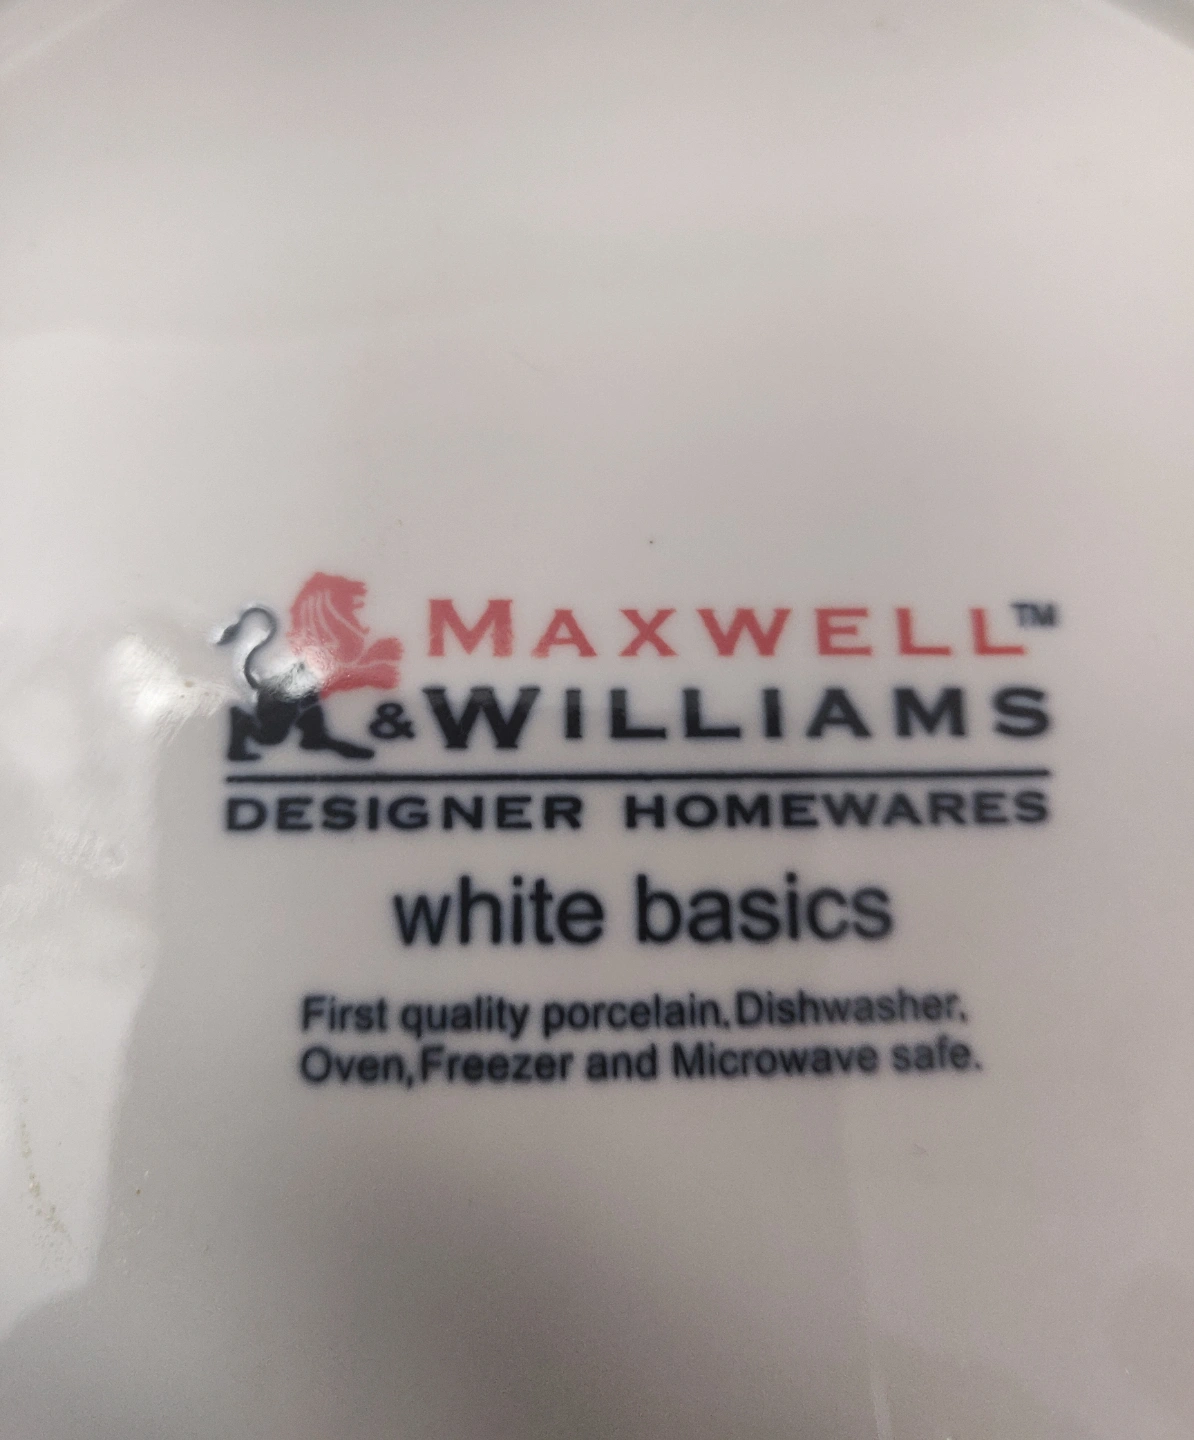 MAXWELL™
& WILLIAMS
DESIGNER HOMEWARES
white basics
First quality porcelain. Dishwasher.
Oven, Freezer and Microwave safe.